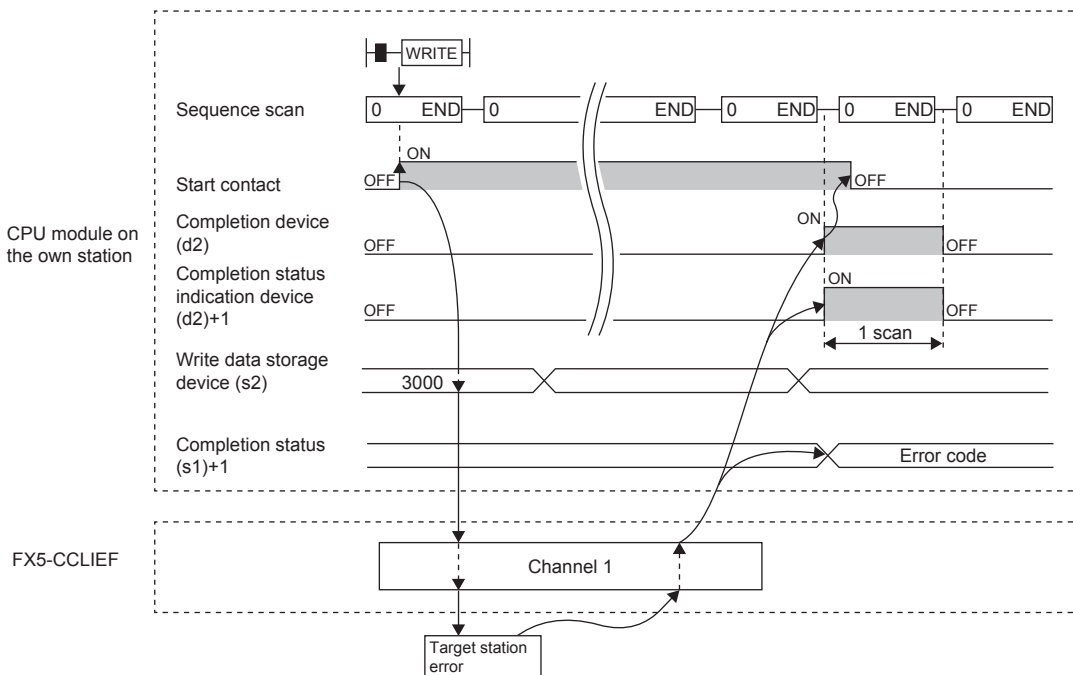 WRITE
Sequence scan
0 END 0 END 0 END 0 END 0 END
ON
Start contact
OFF OFF
CPU module on
the own station
Completion device
(d2)
ON
OFF OFF
Completion status
indication device
(d2)+1
ON
OFF OFF
1 scan
Write data storage
device (s2)
3000
Completion status
(s1)+1
Error code
FX5-CCLIEF
Channel 1
Target station
error